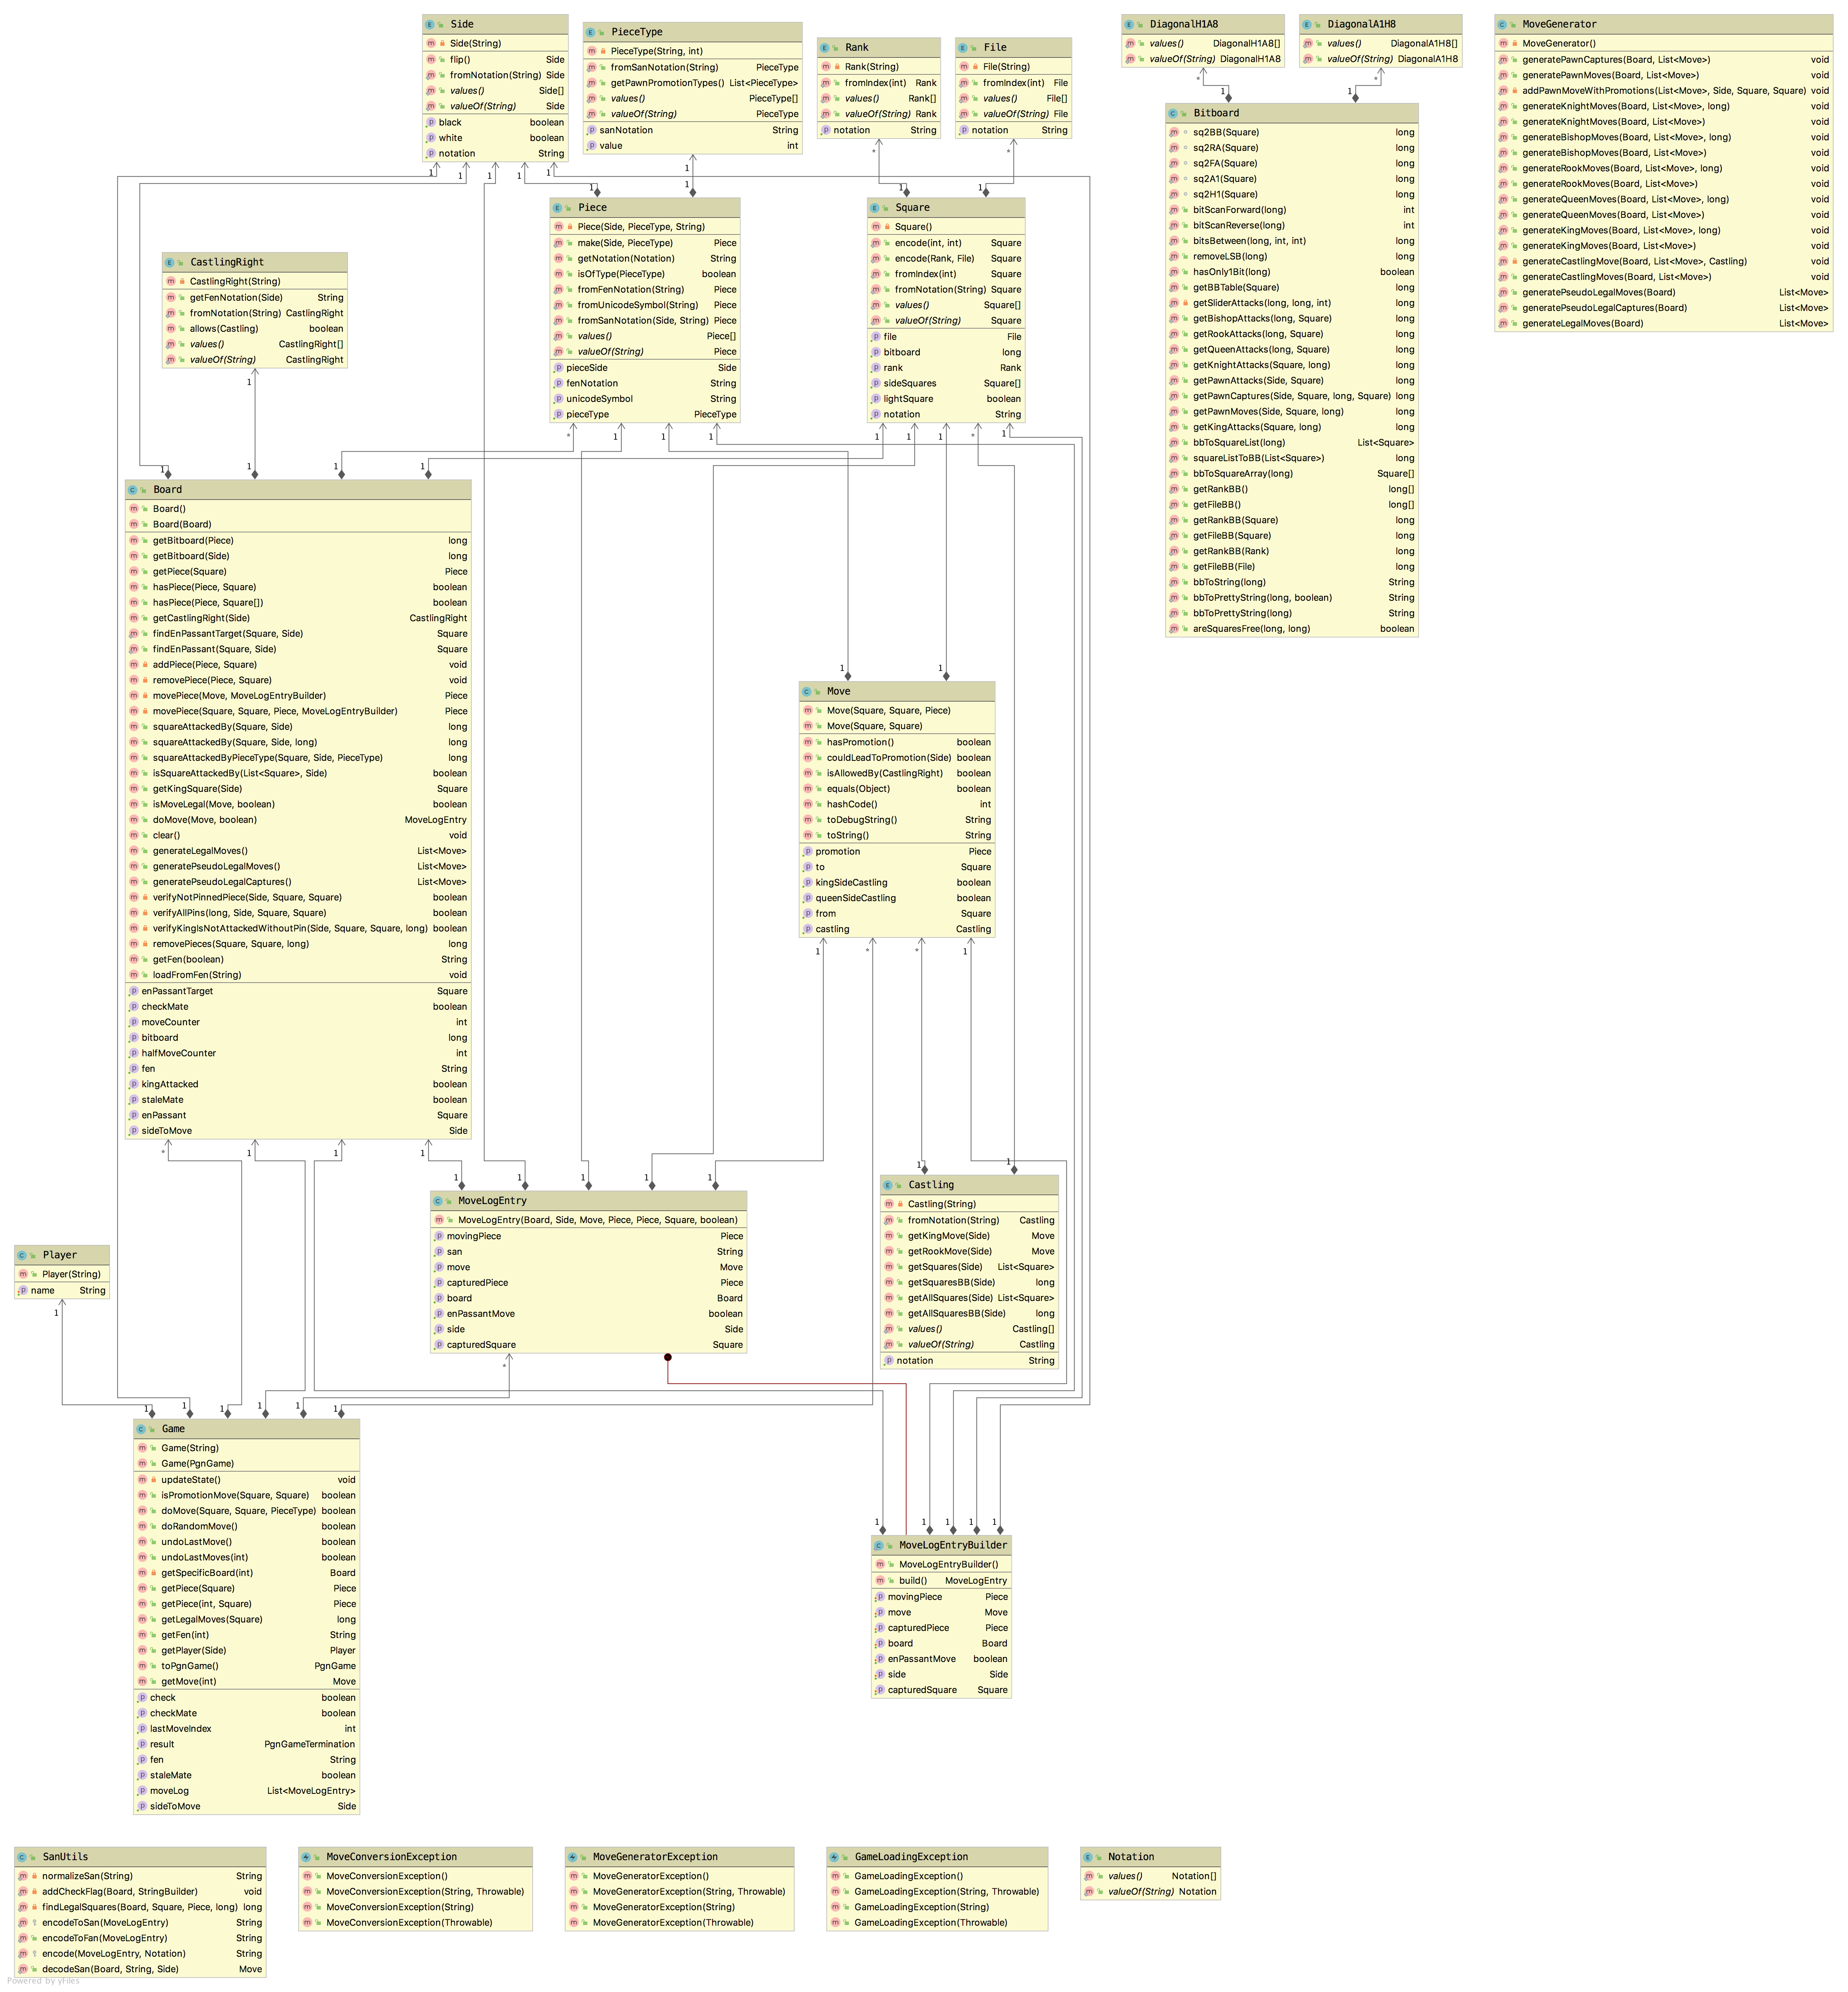 Side
Side(String)
flip() Side
fromNotation(String) Side
values() Side[]
valueOf(String) Side
black boolean
white boolean
notation String
PieceType
PieceType(String, int)
fromSanNotation(String) PieceType
getPawnPromotionTypes() List<PieceType>
values() PieceType[]
valueOf(String) PieceType
sanNotation String
value int
Rank
Rank(String)
fromIndex(int) Rank
values() Rank[]
valueOf(String) Rank
notation String
File
File(String)
fromIndex(int) File
values() File[]
valueOf(String) File
notation String
DiagonalH1A8
values() DiagonalH1A8[]
valueOf(String) DiagonalH1A8
DiagonalA1H8
values() DiagonalA1H8[]
valueOf(String) DiagonalA1H8
MoveGenerator
MoveGenerator()
generatePawnCaptures(Board, List<Move>) void
generatePawnMoves(Board, List<Move>) void
addPawnMoveWithPromotions(List<Move>, Side, Square, Square) void
generateKnightMoves(Board, List<Move>, long) void
generateKnightMoves(Board, List<Move>) void
generateBishopMoves(Board, List<Move>, long) void
generateBishopMoves(Board, List<Move>) void
generateRookMoves(Board, List<Move>, long) void
generateRookMoves(Board, List<Move>) void
generateQueenMoves(Board, List<Move>, long) void
generateQueenMoves(Board, List<Move>) void
generateKingMoves(Board, List<Move>, long) void
generateKingMoves(Board, List<Move>) void
generateCastlingMove(Board, List<Move>, Castling) void
generateCastlingMoves(Board, List<Move>) void
generatePseudoLegalMoves(Board) List<Move>
generatePseudoLegalCaptures(Board) List<Move>
generateLegalMoves(Board) List<Move>
Bitboard
sq2BB(Square) long
sq2RA(Square) long
sq2FA(Square) long
sq2A1(Square) long
sq2H1(Square) long
bitScanForward(long) int
bitScanReverse(long) int
bitsBetween(long, int, int) long
removeLSB(long) long
hasOnly1Bit(long) boolean
getBBTable(Square) long
getSliderAttacks(long, long, int) long
getBishopAttacks(long, Square) long
getRookAttacks(long, Square) long
getQueenAttacks(long, Square) long
getKnightAttacks(Square, long) long
getPawnAttacks(Side, Square) long
getPawnCaptures(Side, Square, long, Square) long
getPawnMoves(Side, Square, long) long
getKingAttacks(Square, long) long
bbToSquareList(long) List<Square>
squareListToBB(List<Square>) long
bbToSquareArray(long) Square[]
getRankBB() long[]
getFileBB() long[]
getRankBB(Square) long
getFileBB(Square) long
getRankBB(Rank) long
getFileBB(File) long
bbToString(long) String
bbToPrettyString(long, boolean) String
bbToPrettyString(long) String
areSquaresFree(long, long) boolean
Piece
Piece(Side, PieceType, String)
make(Side, PieceType) Piece
getNotation(Notation) String
isOfType(PieceType) boolean
fromFenNotation(String) Piece
fromUnicodeSymbol(String) Piece
fromSanNotation(Side, String) Piece
values() Piece[]
valueOf(String) Piece
pieceSide Side
fenNotation String
unicodeSymbol String
pieceType PieceType
Square
Square()
encode(int, int) Square
encode(Rank, File) Square
fromIndex(int) Square
fromNotation(String) Square
values() Square[]
valueOf(String) Square
file File
bitboard long
rank Rank
sideSquares Square[]
lightSquare boolean
notation String
CastlingRight
CastlingRight(String)
getFenNotation(Side) String
fromNotation(String) CastlingRight
allows(Castling) boolean
values() CastlingRight[]
valueOf(String) CastlingRight
Board
Board()
Board(Board)
getBitboard(Piece) long
getBitboard(Side) long
getPiece(Square) Piece
hasPiece(Piece, Square) boolean
hasPiece(Piece, Square[]) boolean
getCastlingRight(Side) CastlingRight
findEnPassantTarget(Square, Side) Square
findEnPassant(Square, Side) Square
addPiece(Piece, Square) void
removePiece(Piece, Square) void
movePiece(Move, MoveLogEntryBuilder) Piece
movePiece(Square, Square, Piece, MoveLogEntryBuilder) Piece
squareAttackedBy(Square, Side) long
squareAttackedBy(Square, Side, long) long
squareAttackedByPieceType(Square, Side, PieceType) long
isSquareAttackedBy(List<Square>, Side) boolean
getKingSquare(Side) Square
isMoveLegal(Move, boolean) boolean
doMove(Move, boolean) MoveLogEntry
clear() void
generateLegalMoves() List<Move>
generatePseudoLegalMoves() List<Move>
generatePseudoLegalCaptures() List<Move>
verifyNotPinnedPiece(Side, Square, Square) boolean
verifyAllPins(long, Side, Square, Square) boolean
verifyKingIsNotAttackedWithoutPin(Side, Square, Square, long) boolean
removePieces(Square, Square, long) long
getFen(boolean) String
loadFromFen(String) void
enPassantTarget Square
checkMate boolean
moveCounter int
bitboard long
halfMoveCounter int
fen String
kingAttacked boolean
staleMate boolean
enPassant Square
sideToMove Side
Move
Move(Square, Square, Piece)
Move(Square, Square)
hasPromotion() boolean
couldLeadToPromotion(Side) boolean
isAllowedBy(CastlingRight) boolean
equals(Object) boolean
hashCode() int
toDebugString() String
toString() String
promotion Piece
to Square
kingSideCastling boolean
queenSideCastling boolean
from Square
castling Castling
MoveLogEntry
MoveLogEntry(Board, Side, Move, Piece, Piece, Square, boolean)
movingPiece Piece
san String
move Move
capturedPiece Piece
board Board
enPassantMove boolean
side Side
capturedSquare Square
Castling
Castling(String)
fromNotation(String) Castling
getKingMove(Side) Move
getRookMove(Side) Move
getSquares(Side) List<Square>
getSquaresBB(Side) long
getAllSquares(Side) List<Square>
getAllSquaresBB(Side) long
values() Castling[]
valueOf(String) Castling
notation String
Player
Player(String)
name String
Game
Game(String)
Game(PgnGame)
updateState() void
isPromotionMove(Square, Square) boolean
doMove(Square, Square, PieceType) boolean
doRandomMove() boolean
undoLastMove() boolean
undoLastMoves(int) boolean
getSpecificBoard(int) Board
getPiece(Square) Piece
getPiece(int, Square) Piece
getLegalMoves(Square) long
getFen(int) String
getPlayer(Side) Player
toPgnGame() PgnGame
getMove(int) Move
check boolean
checkMate boolean
lastMoveIndex int
result PgnGameTermination
fen String
staleMate boolean
moveLog List<MoveLogEntry>
sideToMove Side
MoveLogEntryBuilder
MoveLogEntryBuilder()
build() MoveLogEntry
movingPiece Piece
move Move
capturedPiece Piece
board Board
enPassantMove boolean
side Side
capturedSquare Square
SanUtils
normalizeSan(String) String
addCheckFlag(Board, StringBuilder) void
findLegalSquares(Board, Square, Piece, long) long
encodeToSan(MoveLogEntry) String
encodeToFan(MoveLogEntry) String
encode(MoveLogEntry, Notation) String
decodeSan(Board, String, Side) Move
MoveConversionException
MoveConversionException()
MoveConversionException(String, Throwable)
MoveConversionException(String)
MoveConversionException(Throwable)
MoveGeneratorException
MoveGeneratorException()
MoveGeneratorException(String, Throwable)
MoveGeneratorException(String)
MoveGeneratorException(Throwable)
GameLoadingException
GameLoadingException()
GameLoadingException(String, Throwable)
GameLoadingException(String)
GameLoadingException(Throwable)
Notation
values() Notation[]
valueOf(String) Notation
Powered by yFiles